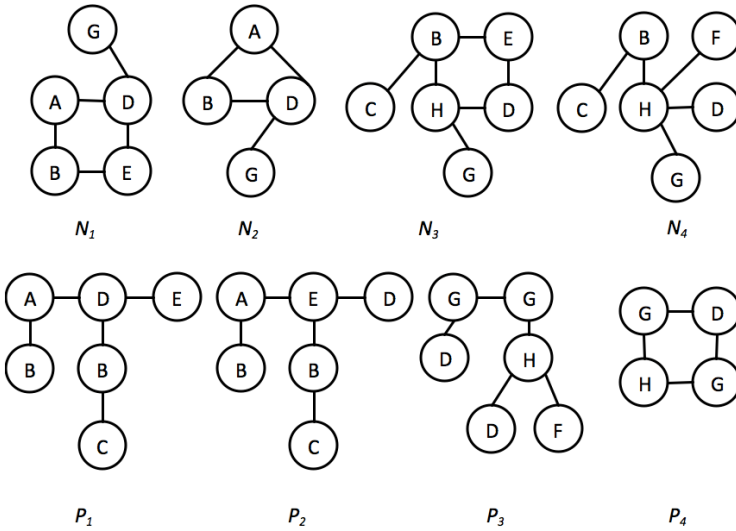 G A B E B F
A D B D C H D C H D
B E G G G
N1 N2 N3 N4
A D E A E D G G G D
B B B B D H H G
C C D F
P1 P2 P3 P4